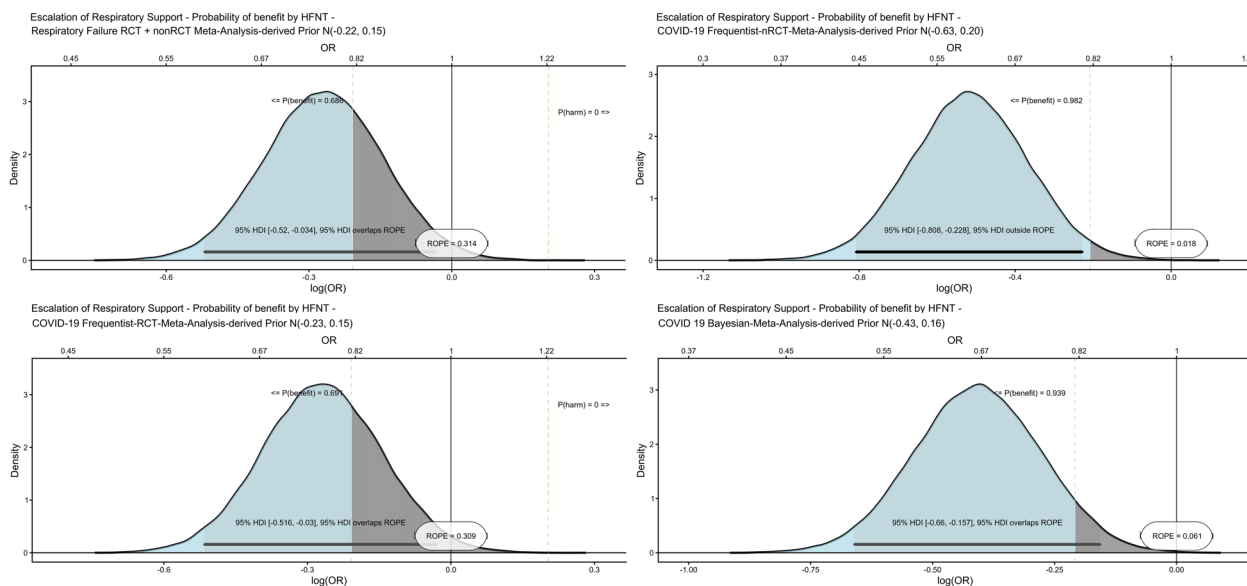 Escalation of Respiratory Support - Probability of benefit by HFNT -
Respiratory Failure RCT + nonRCT Meta-Analysis-derived Prior N(-0.22, 0.15)
OR
0.45 0.55 0.67 0.82 1 1.22
<= P(benefit) = 0.686
P(harm) = 0 =>
Density
3
2
1
0
95% HDI [-0.52, -0.034], 95% HDI overlaps ROPE
ROPE = 0.314
-0.6 -0.3 0.0 0.3
log(OR)
Escalation of Respiratory Support - Probability of benefit by HFNT -
COVID-19 Frequentist-nRCT-Meta-Analysis-derived Prior N(-0.63, 0.20)
OR
0.3 0.37 0.45 0.55 0.67 0.82 1
<= P(benefit) = 0.982
Density
3
2
1
0
95% HDI [-0.808, -0.228], 95% HDI outside ROPE
ROPE = 0.018
-1.2 -0.8 -0.4 0.0
log(OR)
Escalation of Respiratory Support - Probability of benefit by HFNT -
COVID-19 Frequentist-RCT-Meta-Analysis-derived Prior N(-0.23, 0.15)
OR
0.45 0.55 0.67 0.82 1 1.22
<= P(benefit) = 0.691
P(harm) = 0 =>
Density
3
2
1
0
95% HDI [-0.516, -0.03], 95% HDI overlaps ROPE
ROPE = 0.309
-0.6 -0.3 0.0 0.3
log(OR)
Escalation of Respiratory Support - Probability of benefit by HFNT -
COVID 19 Bayesian-Meta-Analysis-derived Prior N(-0.43, 0.16)
OR
0.37 0.45 0.55 0.67 0.82 1
<= P(benefit) = 0.939
Density
3
2
1
0
95% HDI [-0.66, -0.157], 95% HDI overlaps ROPE
ROPE = 0.061
-1.00 -0.75 -0.50 -0.25 0.00
log(OR)